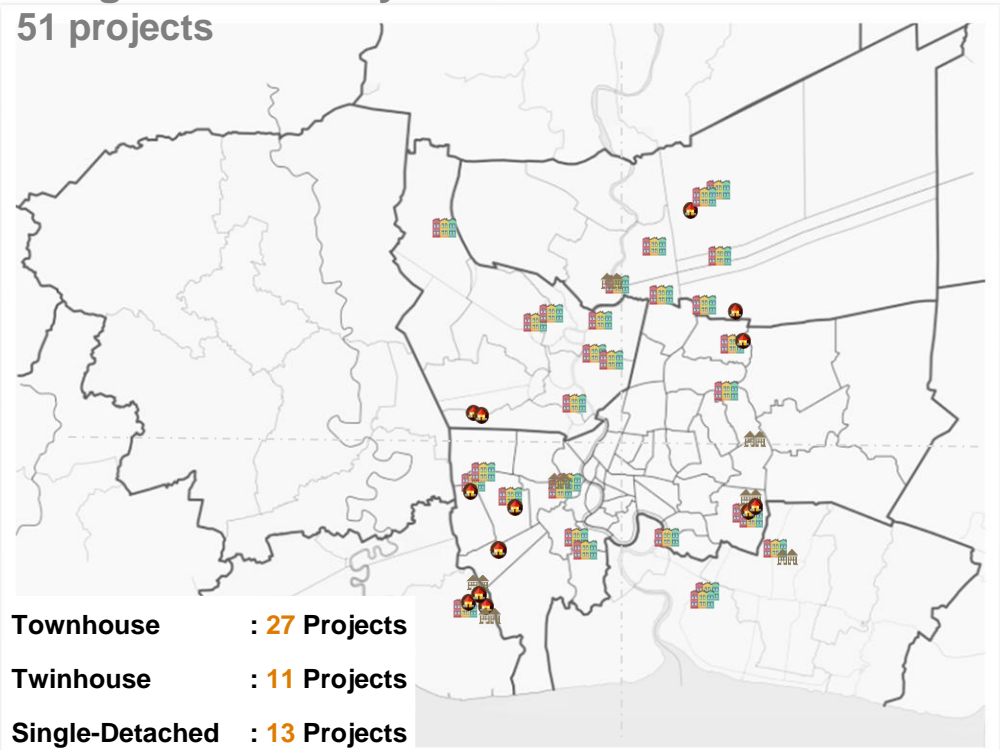 51 projects
Townhouse : 27 Projects
Twinhouse : 11 Projects
Single-Detached : 13 Projects